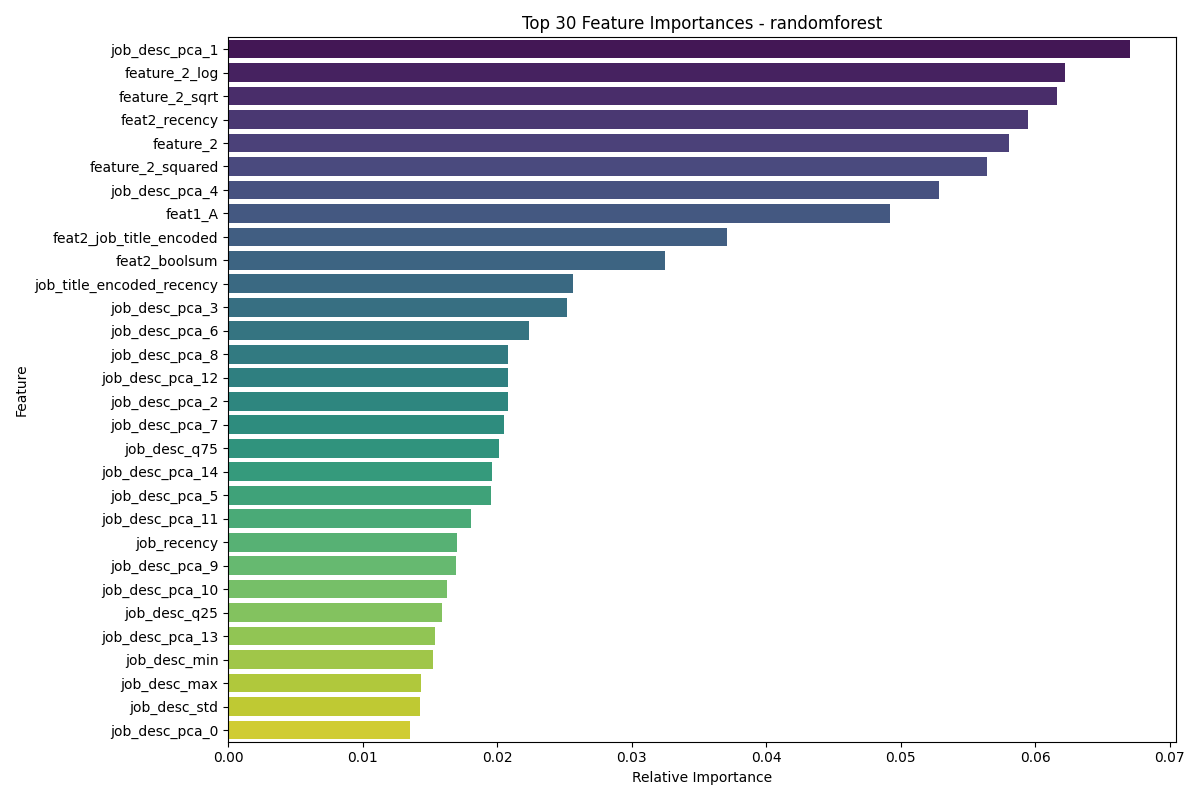 Top 30 Feature Importances - randomforest
job_desc_pca_1
feature_2_log
feature_2_sqrt
feat2_recency
feature_2
feature_2_squared
job_desc_pca_4
feat1_A
feat2_job_title_encoded
feat2_boolsum
job_title_encoded_recency
job_desc_pca_3
job_desc_pca_6
job_desc_pca_8
job_desc_pca_12
job_desc_pca_2
job_desc_pca_7
job_desc_q75
job_desc_pca_14
job_desc_pca_5
job_desc_pca_11
job_recency
job_desc_pca_9
job_desc_pca_10
job_desc_q25
job_desc_pca_13
job_desc_min
job_desc_max
job_desc_std
job_desc_pca_0
Feature
0.00 0.01 0.02 0.03 0.04 0.05 0.06 0.07
Relative Importance